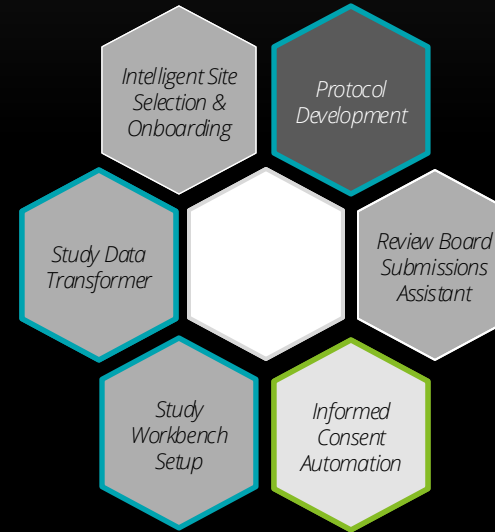 Intelligent Site
Selection &
Onboarding
Protocol
Development
Study Data
Transformer
Review Board
Submissions
Assistant
Study
Workbench
Setup
Informed
Consent
Automation